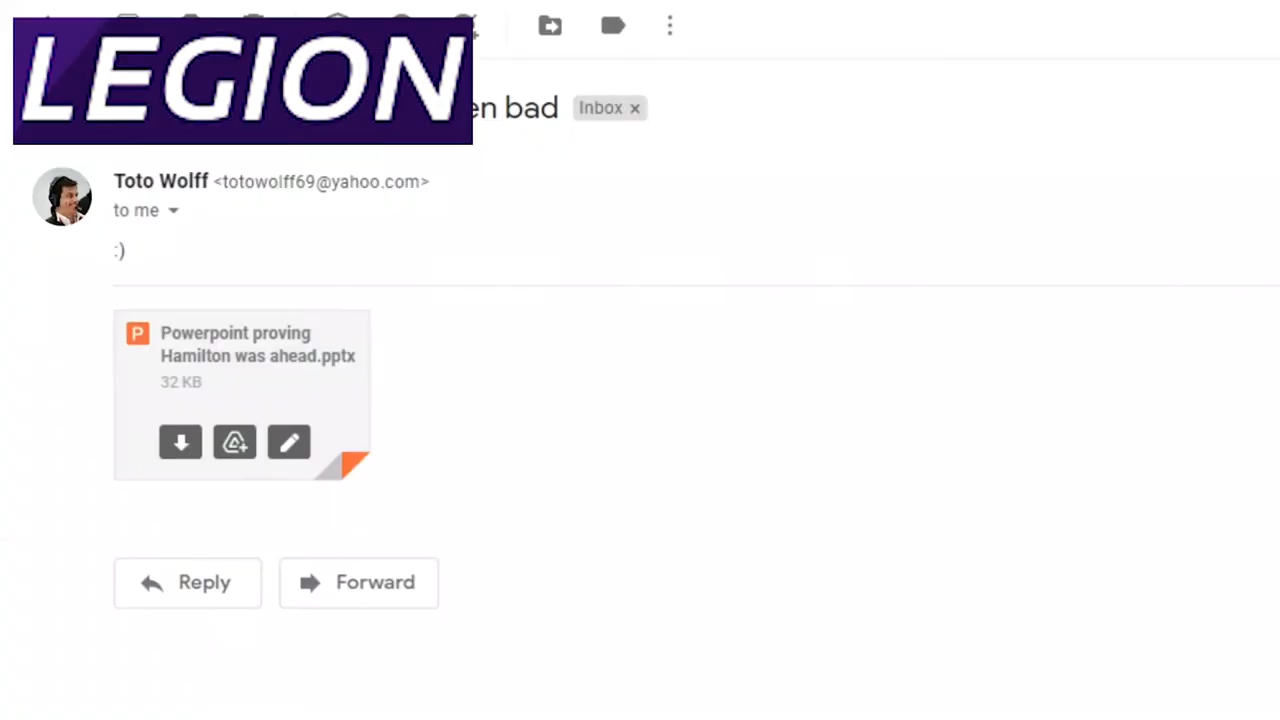 LEGION
bad Inbox ×
Toto Wolff <totowolff69@yahoo.com>
to me
:)
P Powerpoint proving
Hamilton was ahead.pptx
32 KB
Reply Forward